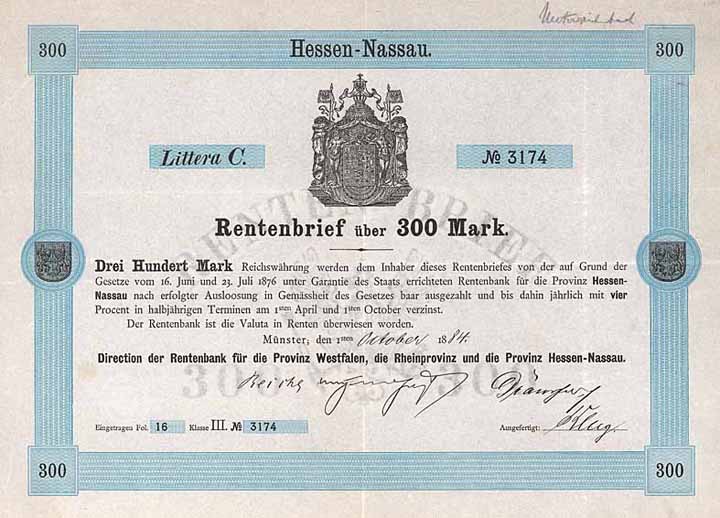 300 Hessen-Nassau. 300
Littera C. № 3174
RENTENBRIEF
Rentenbrief über 300 Mark.
Drei Hundert Mark Reichswährung werden dem Inhaber dieses Rentenbriefes von der auf Grund der
Gesetze vom 16. Juni und 23. Juli 1876 unter Garantie des Staats errichteten Rentenbank für die Provinz Hessen-
Nassau nach erfolgter Ausloosung in Gemässheit des Gesetzes baar ausgezahlt und bis dahin jährlich mit vier
Procent in halbjährigen Terminen am 1sten April und 1sten October verzinst.
Der Rentenbank ist die Valuta in Renten überwiesen worden.
Münster, den 1sten October 1884.
Direction der Rentenbank für die Provinz Westfalen, die Rheinprovinz und die Provinz Hessen-Nassau.
300 300
Eingetragen Fol. 16 Klasse III. № 3174 Ausgefertigt:
300 300